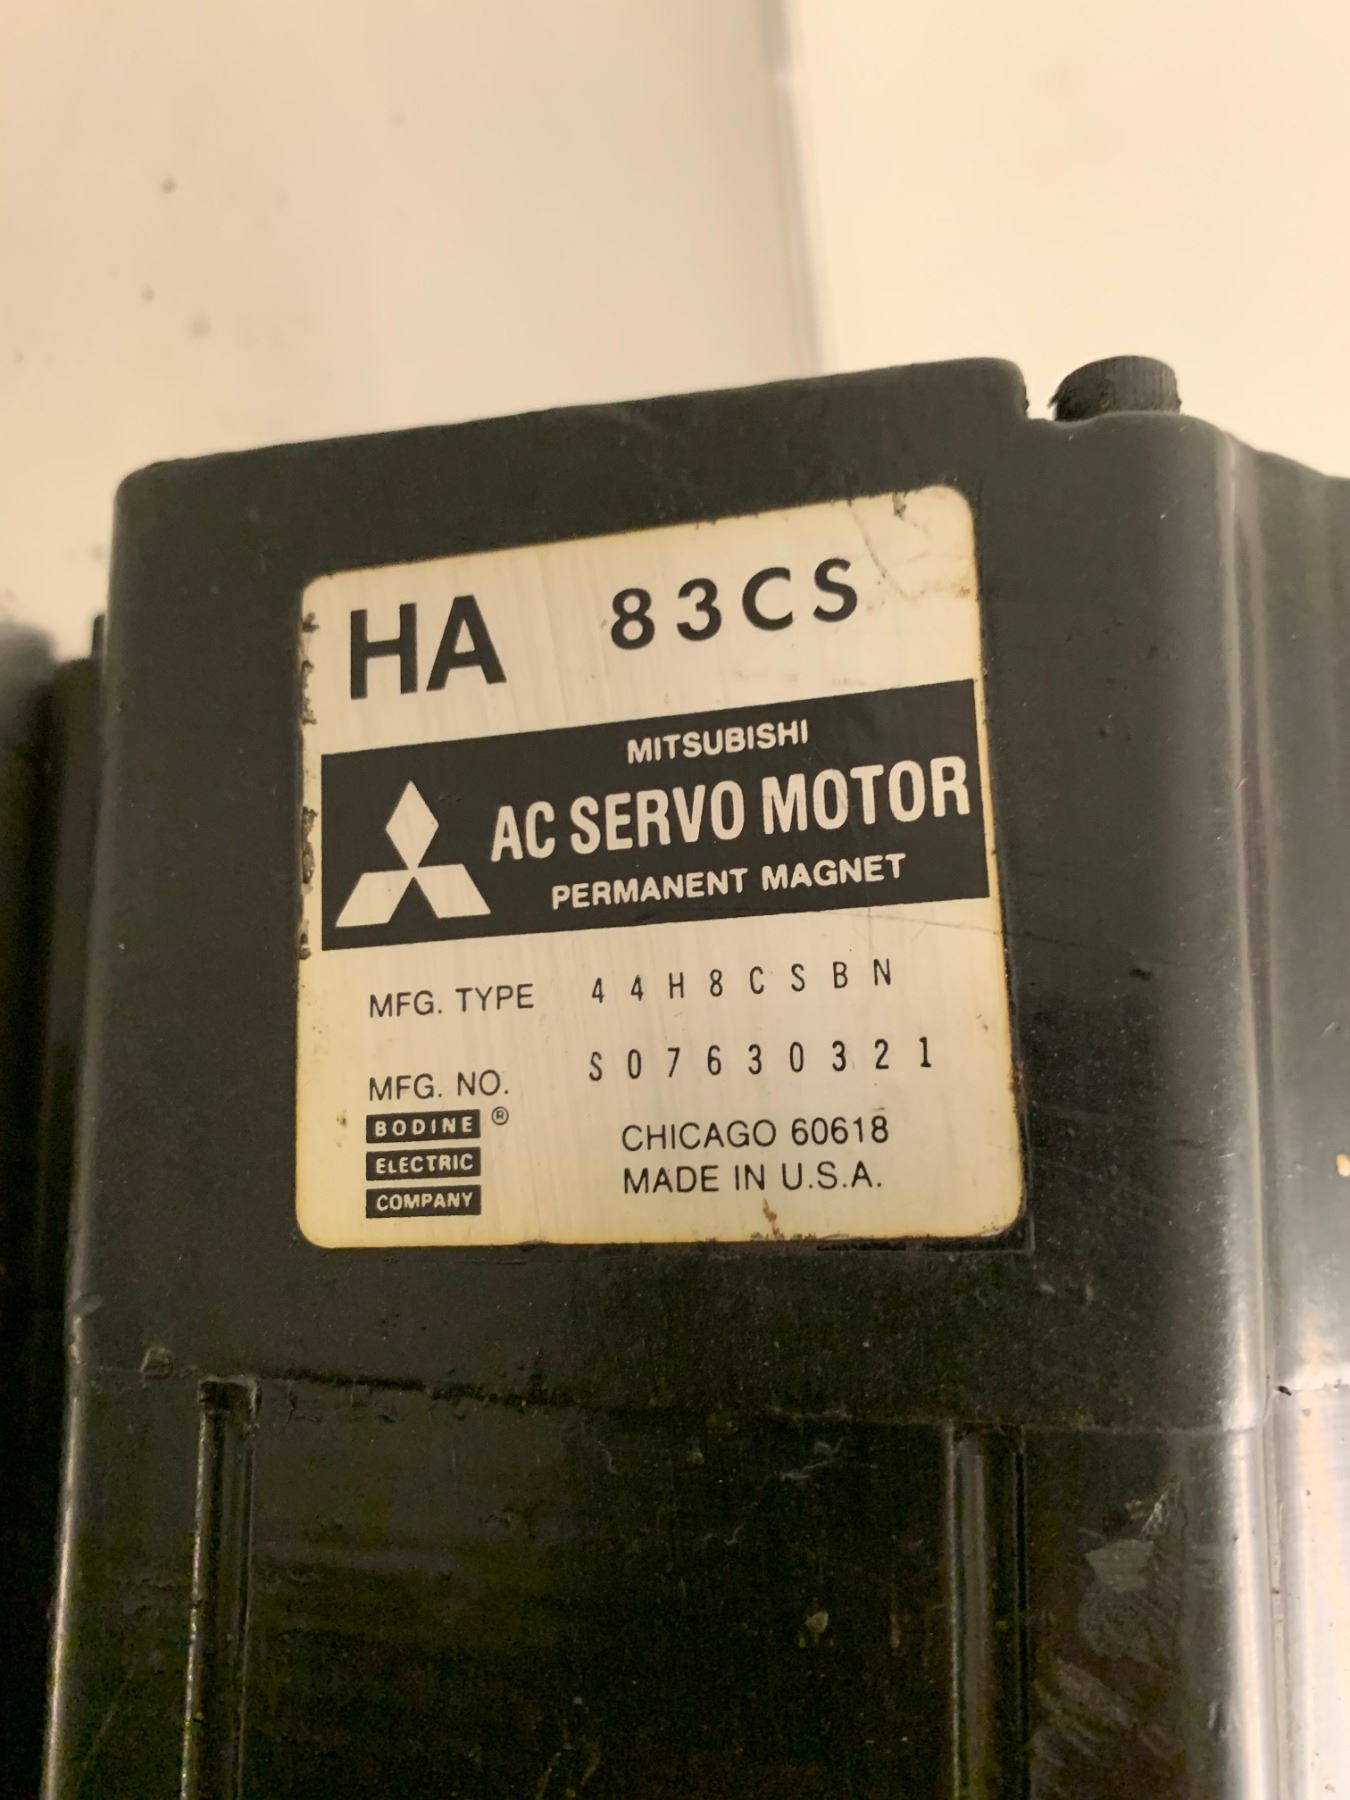 HA 83CS
MITSUBISHI
AC SERVO MOTOR
PERMANENT MAGNET
MFG. TYPE 44H8CSBN
MFG. NO. S07630321
BODINE ®
ELECTRIC
COMPANY
CHICAGO 60618
MADE IN U.S.A.